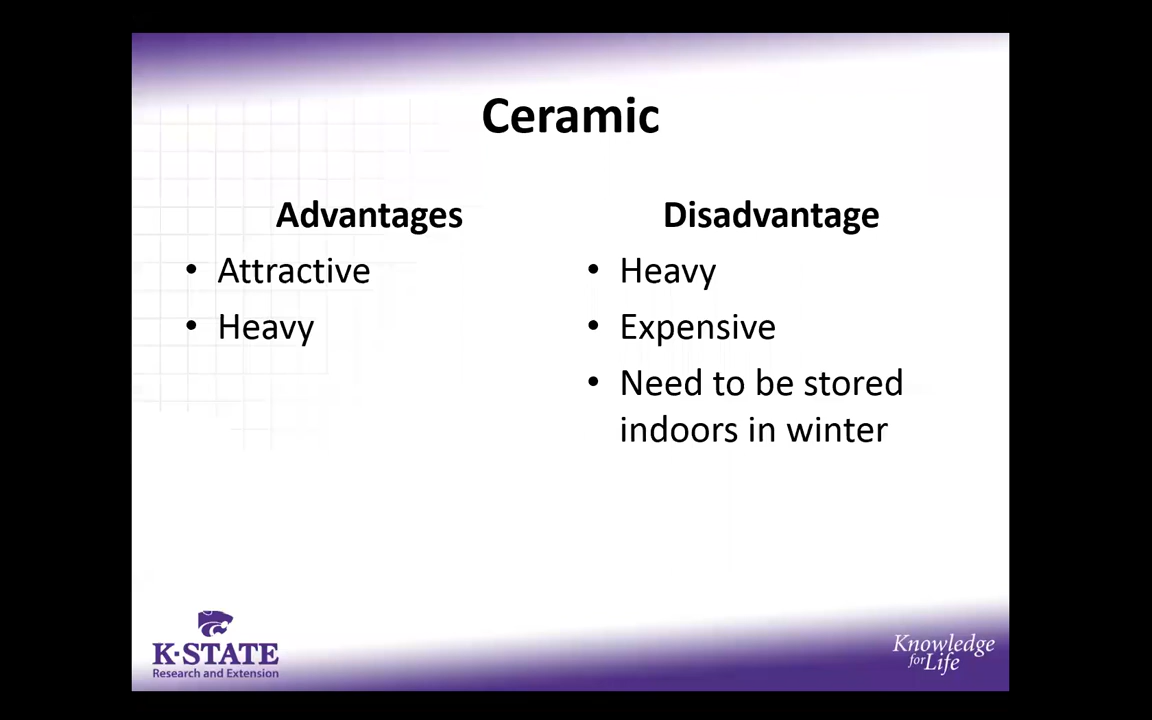 Ceramic
Advantages
• Attractive
• Heavy
Disadvantage
• Heavy
• Expensive
• Need to be stored
indoors in winter
K·STATE
Research and Extension
Knowledge
for Life